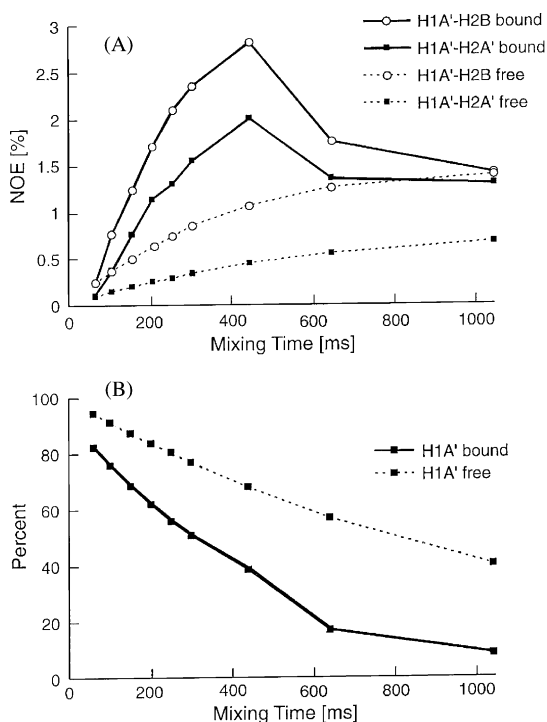 (A)
H1A'-H2B bound
H1A'-H2A' bound
H1A'-H2B free
H1A'-H2A' free
NOE [%]
3
2.5
2
1.5
1
0.5
0
0 200 400 600 800 1000
Mixing Time [ms]
(B)
H1A' bound
H1A' free
Percent
100
80
60
40
20
0
0 200 400 600 800 1000
Mixing Time [ms]